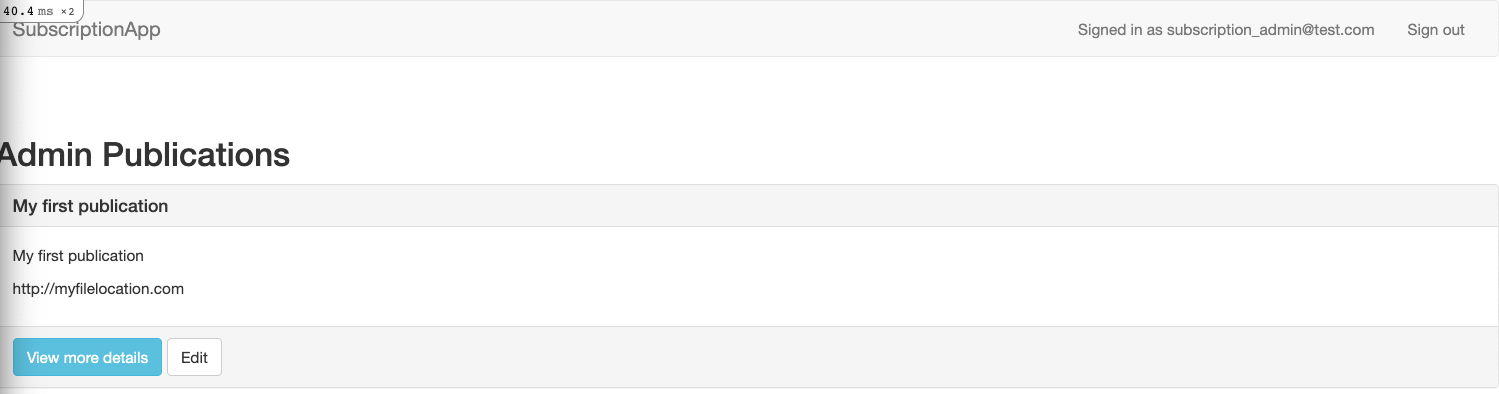 40.4 ms ×2
SubscriptionApp
Signed in as subscription_admin@test.com
Sign out
Admin Publications
My first publication
My first publication
http://myfilelocation.com
View more details
Edit